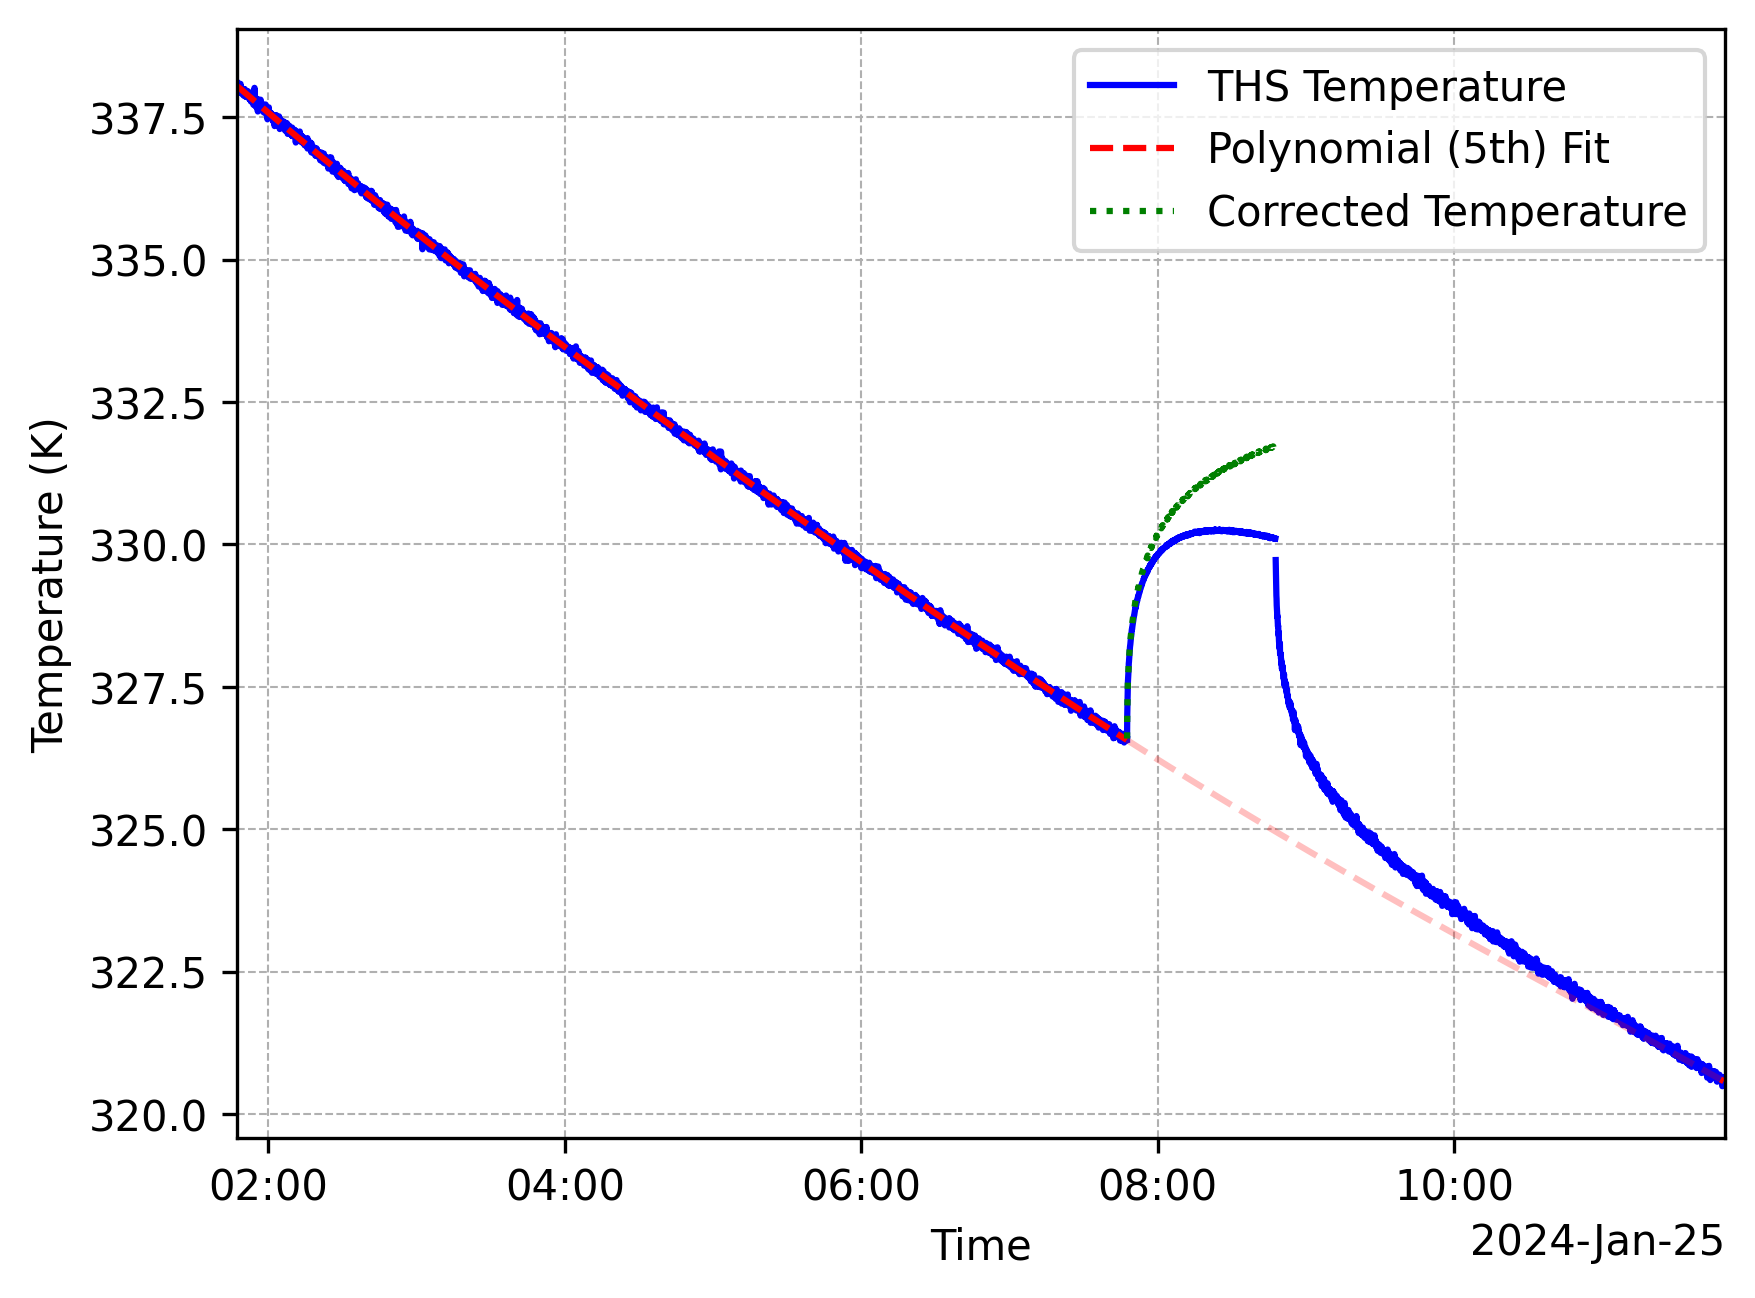 THS Temperature
Polynomial (5th) Fit
Corrected Temperature
337.5
335.0
332.5
330.0
327.5
325.0
322.5
320.0
Temperature (K)
02:00 04:00 06:00 08:00 10:00
Time
2024-Jan-25